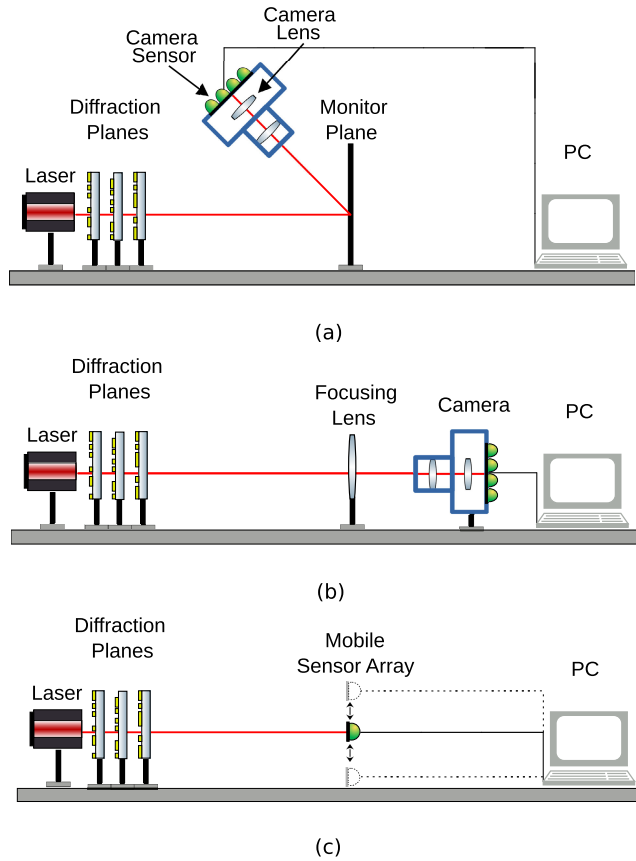 Camera
Lens
Camera
Sensor
Diffraction
Planes
Monitor
Plane
PC
Laser
(a)
Diffraction
Planes
Focusing
Lens
Camera
PC
Laser
(b)
Diffraction
Planes
Mobile
Sensor Array
PC
Laser
(c)